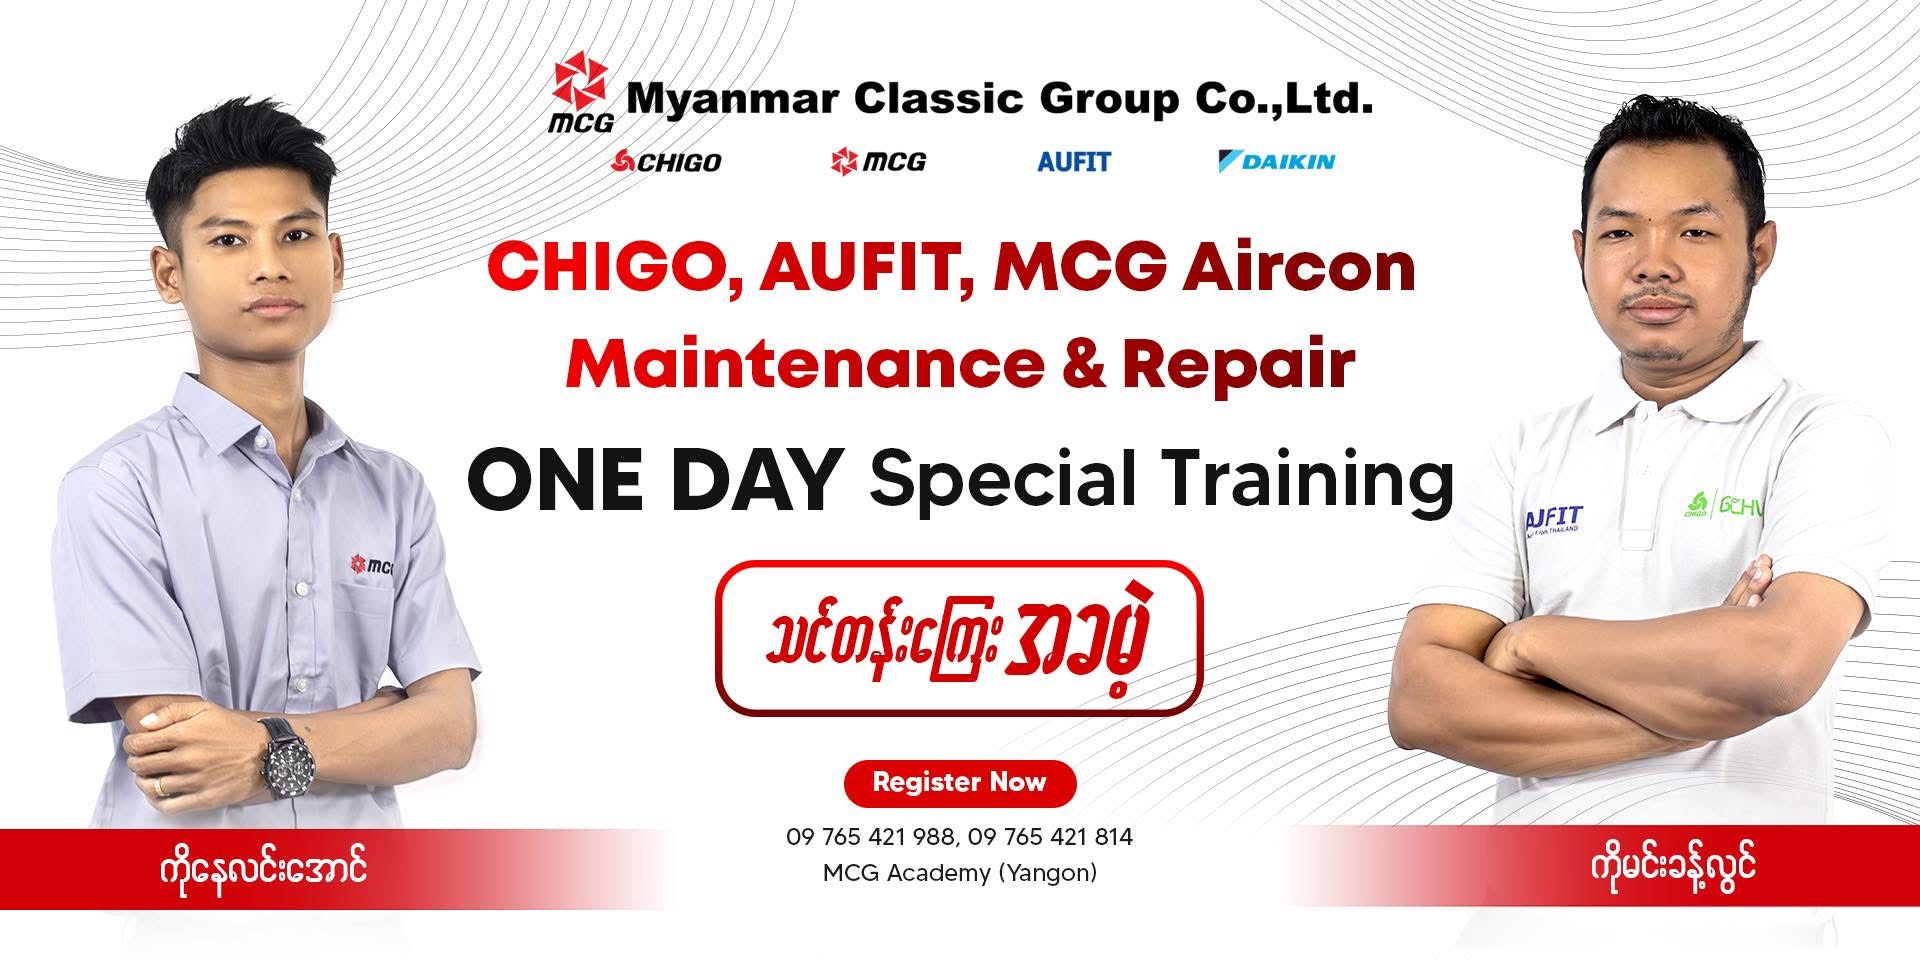 MCG Myanmar Classic Group Co.,Ltd.
CHIGO MCG AUFIT DAIKIN
CHIGO, AUFIT, MCG Aircon
Maintenance & Repair
ONE DAY Special Training
သင်တန်းကြေး အခမဲ့
Register Now
09 765 421 988, 09 765 421 814
MCG Academy (Yangon)
MCG
ကိုနေလင်းအောင်
AUFIT
From THAILAND
CHIGO GCHV
ကိုမင်းခန့်လွင်